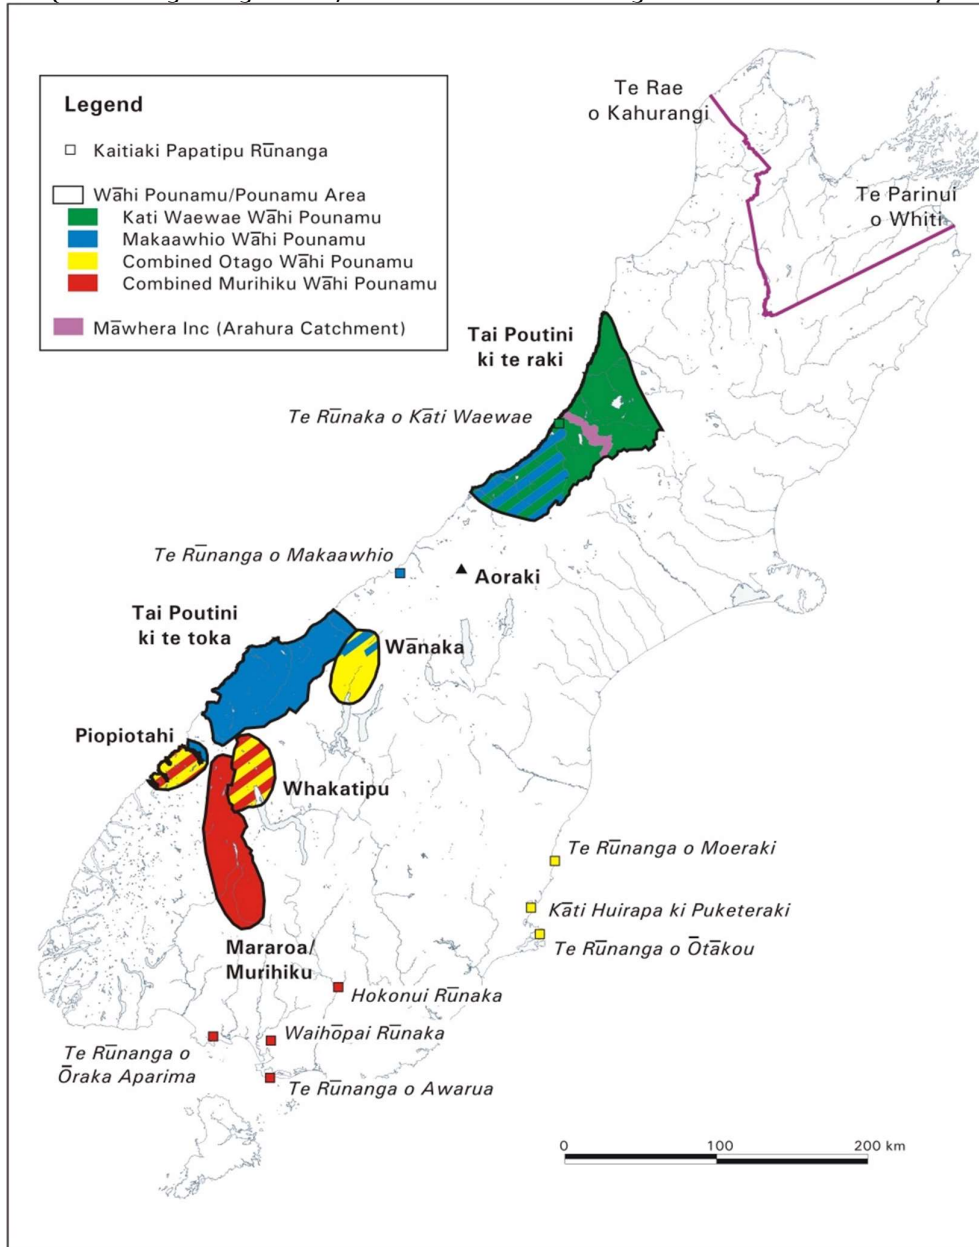 Legend
Kaitiaki Papatipu Rūnanga
Wāhi Pounamu/Pounamu Area
Kati Waewae Wāhi Pounamu
Makaawhio Wāhi Pounamu
Combined Otago Wāhi Pounamu
Combined Murihiku Wāhi Pounamu
Māwhera Inc (Arahura Catchment)
Te Rae
o Kahurangi
Te Parinui
o Whiti
Tai Poutini
ki te raki
Te Rūnaka o Kāti Waewae
Te Rūnanga o Makaawhio
Aoraki
Tai Poutini
ki te toka
Wānaka
Piopiotahi
Whakatipu
Te Rūnanga o Moeraki
Kāti Huirapa ki Puketeraki
Te Rūnanga o Ōtākou
Mararoa/
Murihiku
Hokonui Rūnaka
Waihōpai Rūnaka
Te Rūnanga o
Ōraka Aparima
Te Rūnanga o Awarua
0 100 200 km